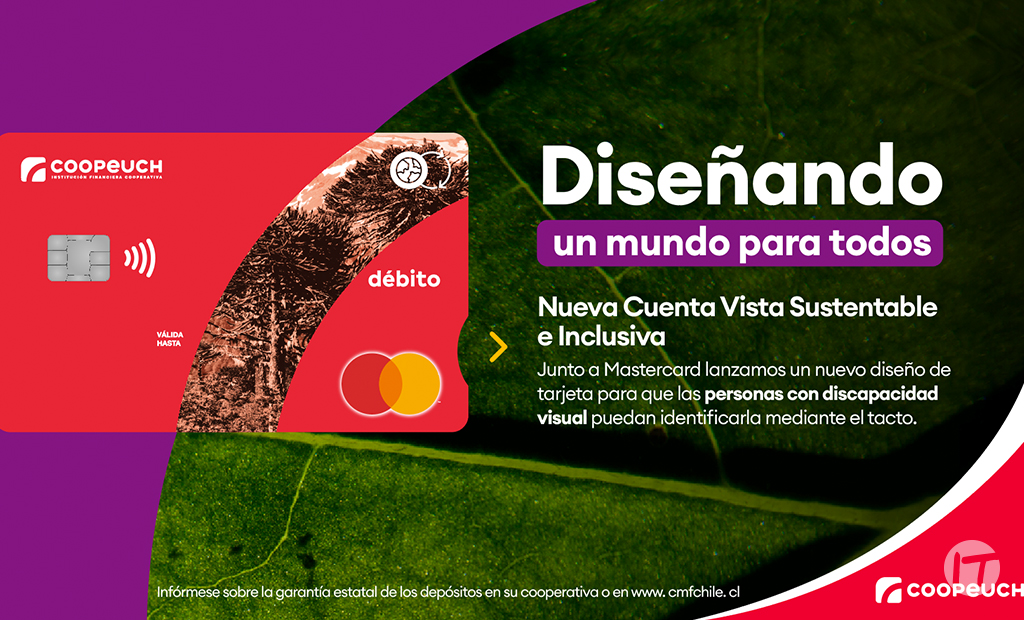 COOPEUCH
INSTITUCIÓN FINANCIERA COOPERATIVA
débito
VÁLIDA
HASTA
Diseñando
un mundo para todos
Nueva Cuenta Vista Sustentable
e Inclusiva
Junto a Mastercard lanzamos un nuevo diseño de
tarjeta para que las personas con discapacidad
visual puedan identificarla mediante el tacto.
Infórmese sobre la garantía estatal de los depósitos en su cooperativa o en www. cmfchile. cl
IT
COOPEUCH